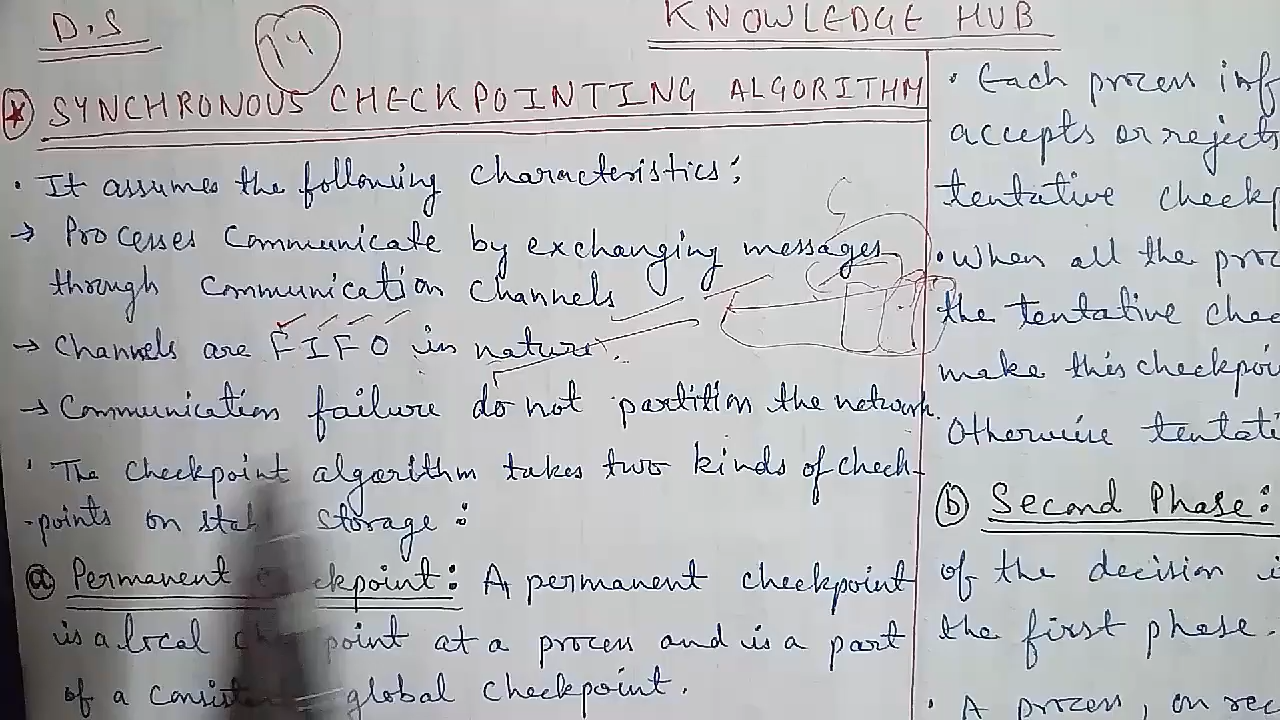 D.S
14
KNOWLEDGE HUB
* SYNCHRONOUS CHECKPOINTING ALGORITHM
• It assumes the following characteristics:
→ Processes communicate by exchanging messages
through communication channels
→ Channels are FIFO in nature.
→ Communication failure do not partition the network.
• The checkpoint algorithm takes two kinds of check-
-points on storage:
(a) Permanent : A permanent checkpoint
is a local point at a process and is a part
of a global checkpoint.
• Each process
accepts or rejects
tentative
• When all the
the tentative
make this
Otherwise
(b) Second Phase:
of the decision
the first phase.
• A process, on